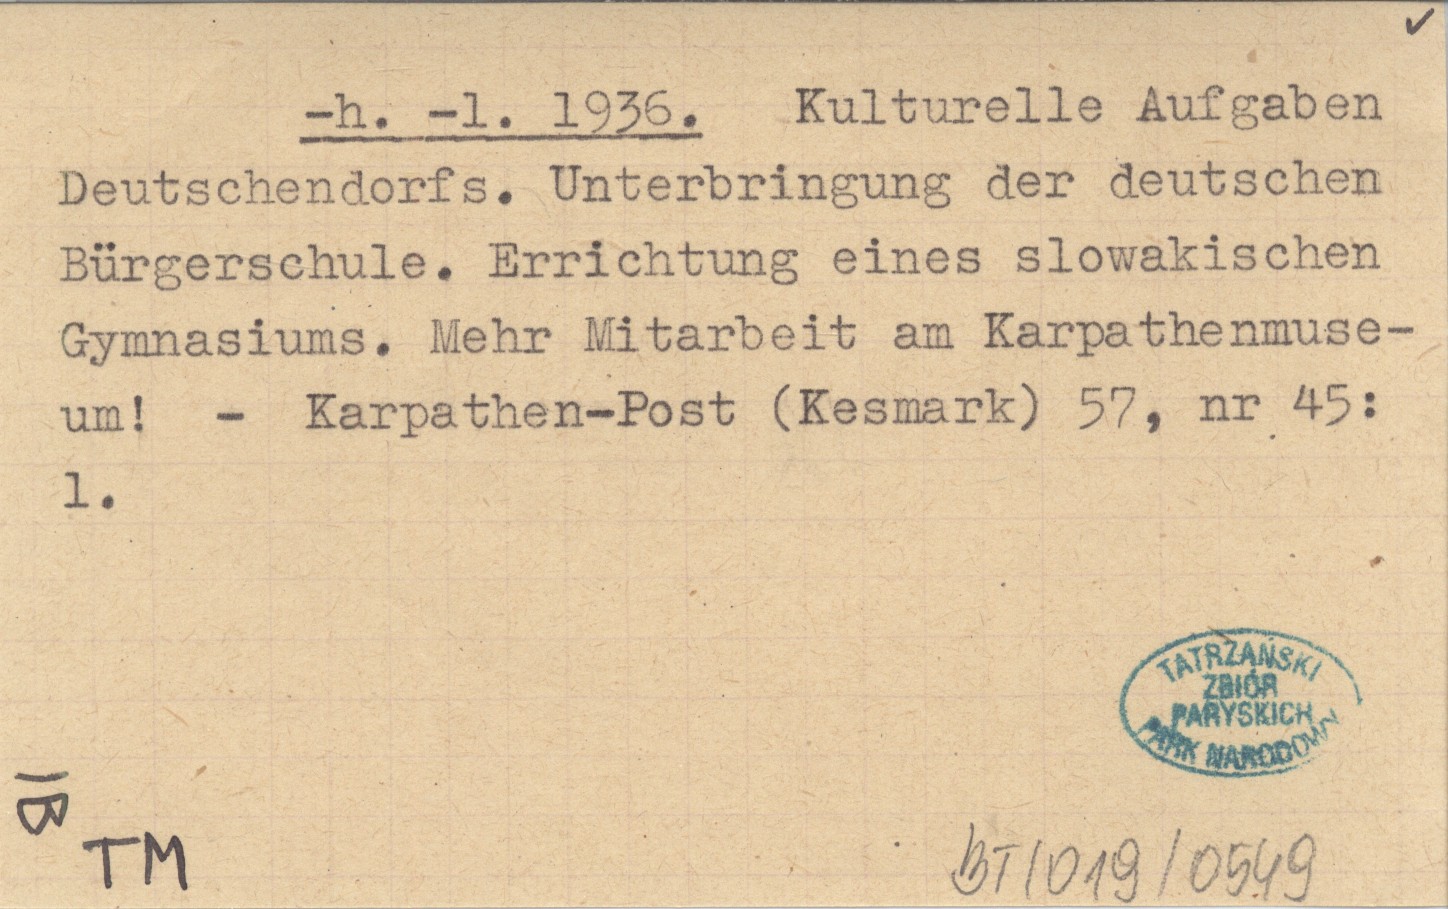 ✓
-h. -l. 1936. Kulturelle Aufgaben
Deutschendorfs. Unterbringung der deutschen
Bürgerschule. Errichtung eines slowakischen
Gymnasiums. Mehr Mitarbeit am Karpathenmuse-
um! - Karpathen-Post (Kesmark) 57, nr 45:
1.
TATRZAŃSKI
ZBIÓR
PARYSKICH
PARK NARODOWY
IB
TM
BT/019/0549